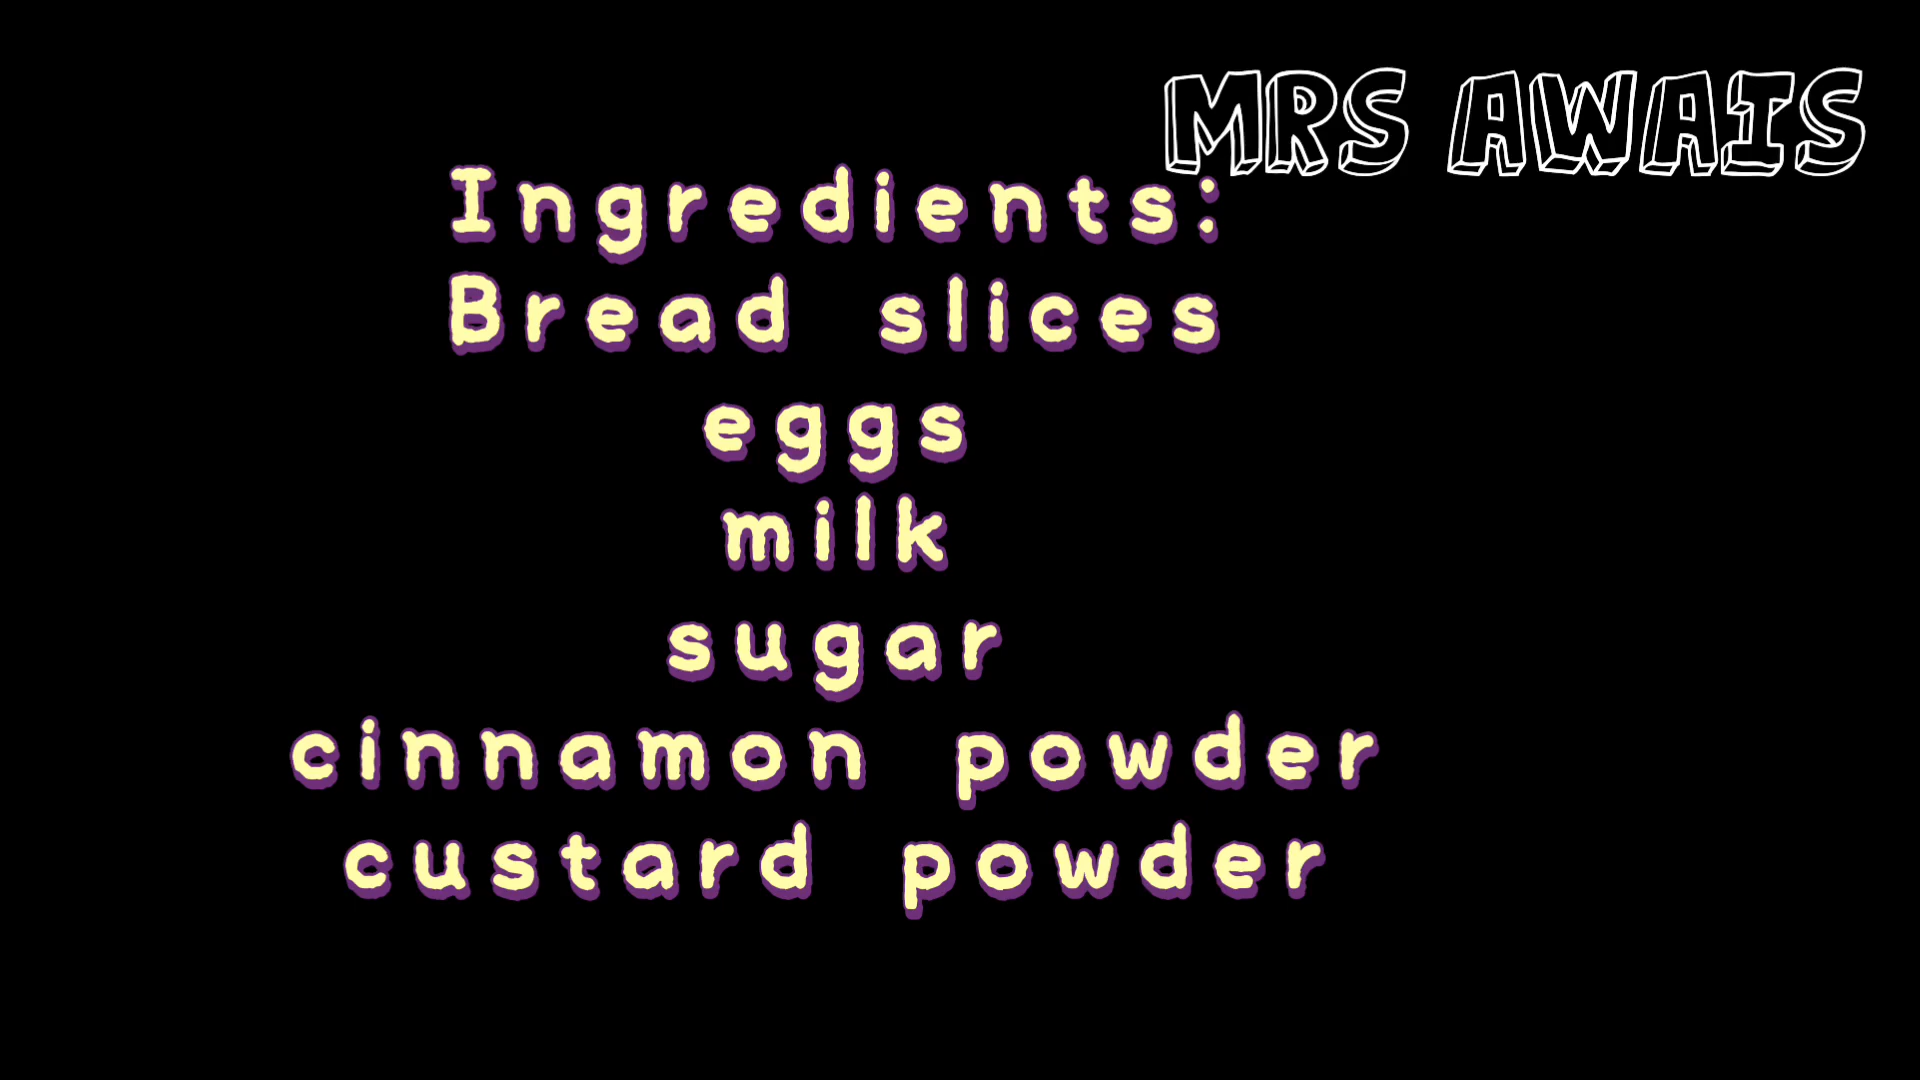 MRS AWAIS
Ingredients:
Bread slices
eggs
milk
sugar
cinnamon powder
custard powder